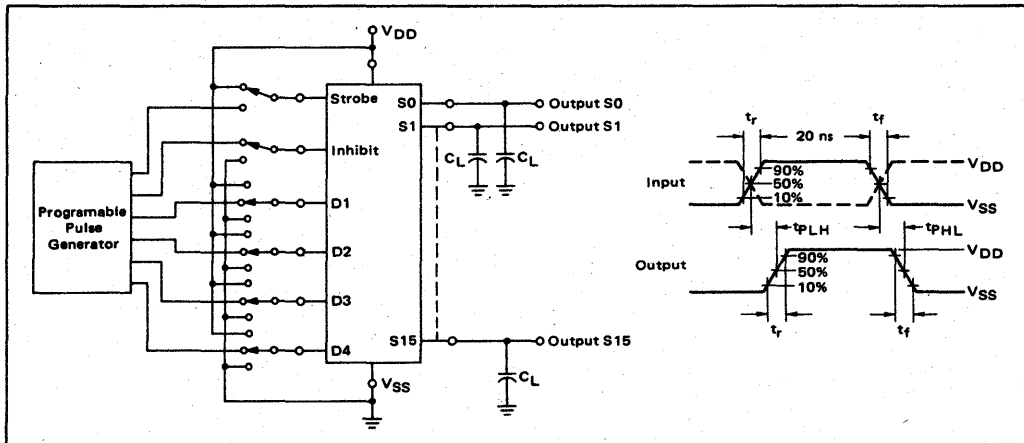 VDD
Strobe
S0
Output S0
S1
Output S1
CL
CL
Inhibit
Programable
Pulse
Generator
D1
D2
D3
D4
S15
Output S15
CL
VSS
tr
tf
20 ns
VDD
90%
Input
50%
10%
VSS
tPLH
tPHL
VDD
90%
Output
50%
10%
VSS
tr
tf